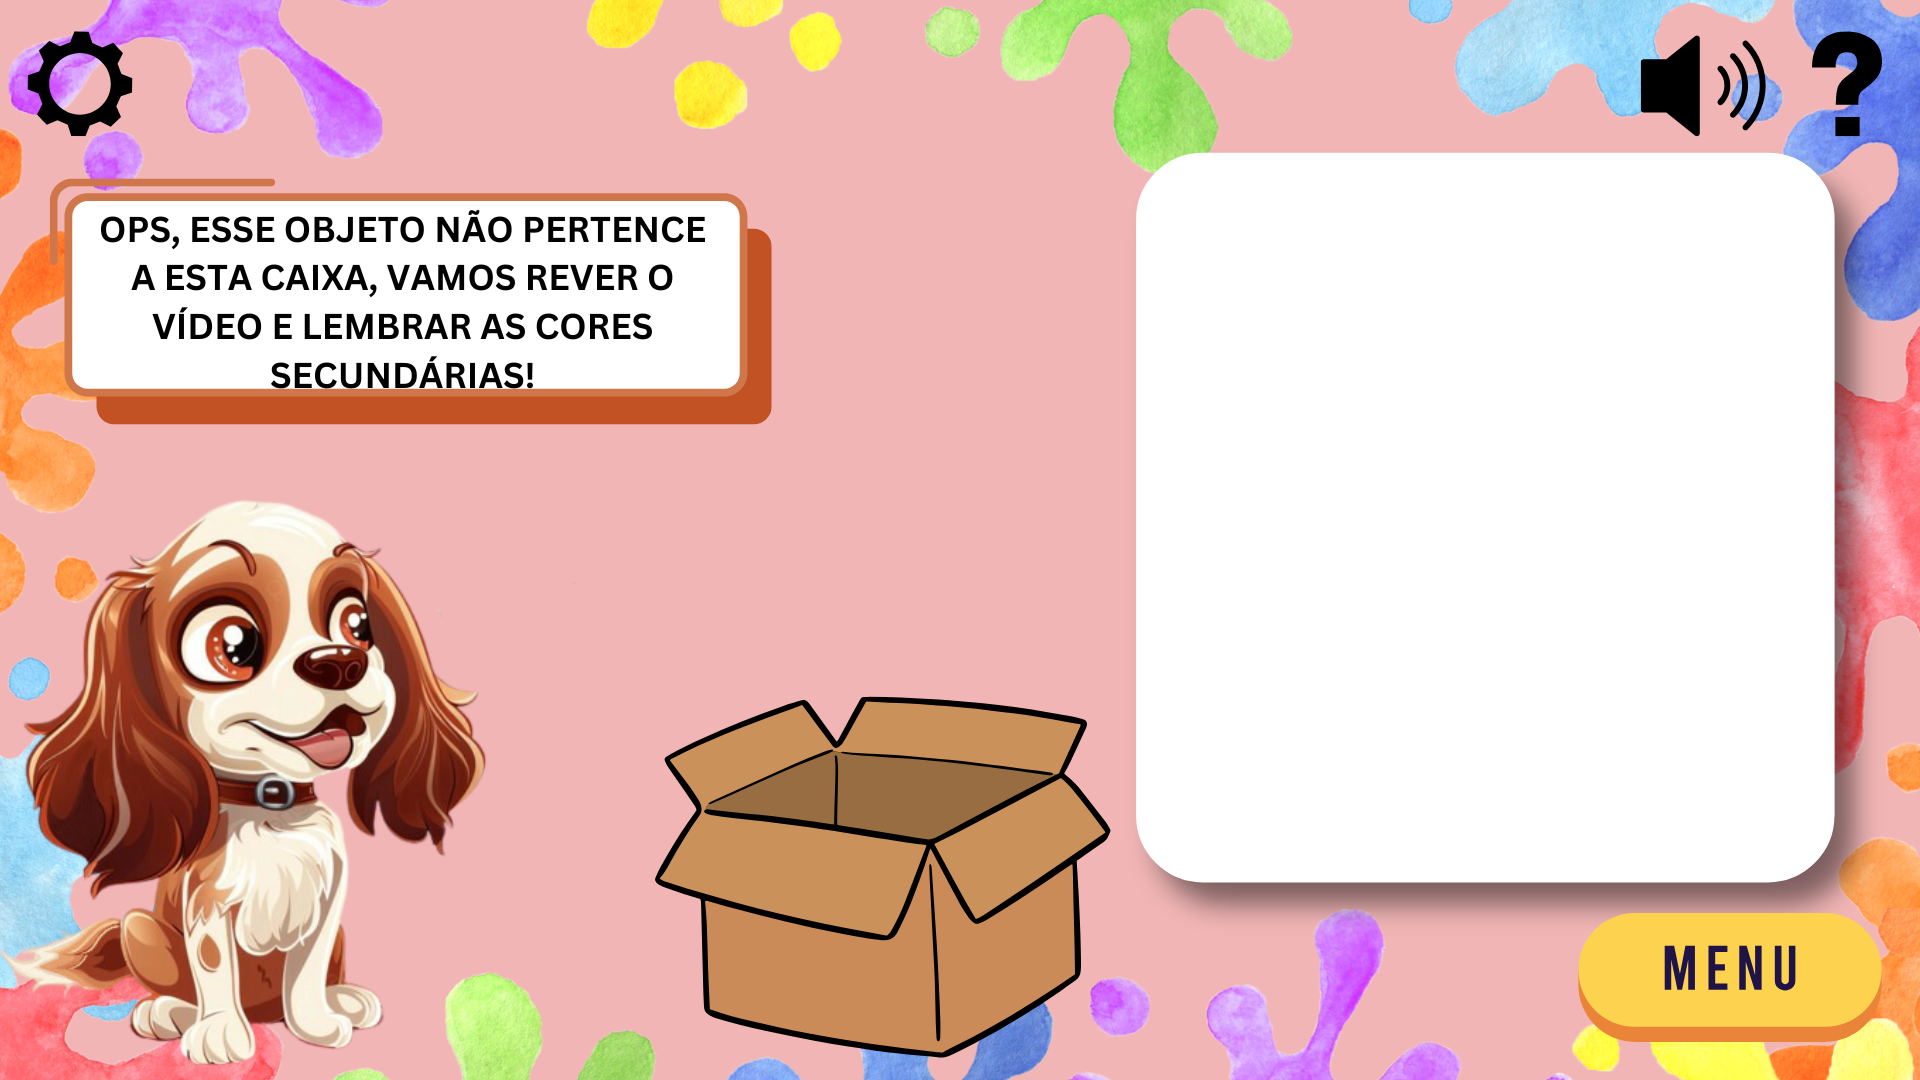 OPS, ESSE OBJETO NÃO PERTENCE
A ESTA CAIXA, VAMOS REVER O
VÍDEO E LEMBRAR AS CORES
SECUNDÁRIAS!
?
MENU